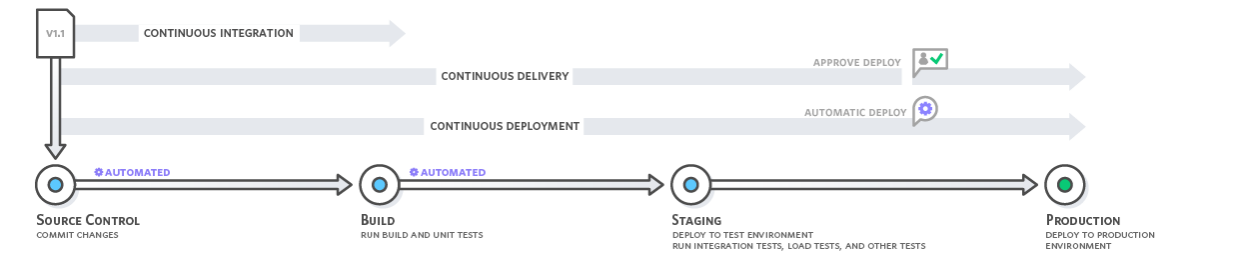 V1.1
CONTINUOUS INTEGRATION
APPROVE DEPLOY
CONTINUOUS DELIVERY
AUTOMATIC DEPLOY
CONTINUOUS DEPLOYMENT
AUTOMATED
AUTOMATED
SOURCE CONTROL
COMMIT CHANGES
BUILD
RUN BUILD AND UNIT TESTS
STAGING
DEPLOY TO TEST ENVIRONMENT
RUN INTEGRATION TESTS, LOAD TESTS, AND OTHER TESTS
PRODUCTION
DEPLOY TO PRODUCTION
ENVIRONMENT